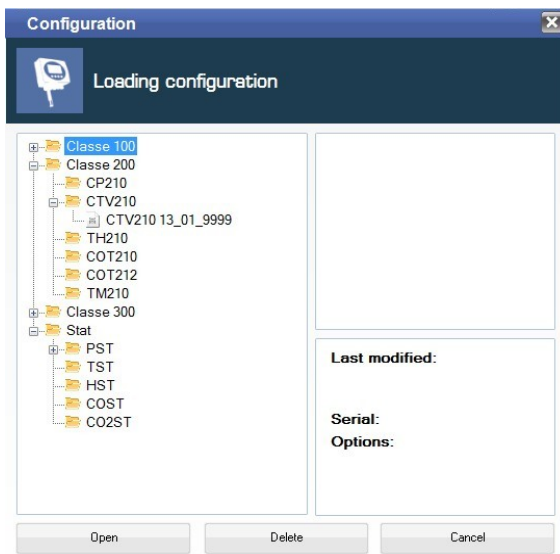 Configuration
Loading configuration
Classe 100
Classe 200
CP210
CTV210
CTV210 13_01_9999
TH210
COT210
COT212
TM210
Classe 300
Stat
PST
TST
HST
COST
CO2ST
Last modified:
Serial:
Options:
Open
Delete
Cancel